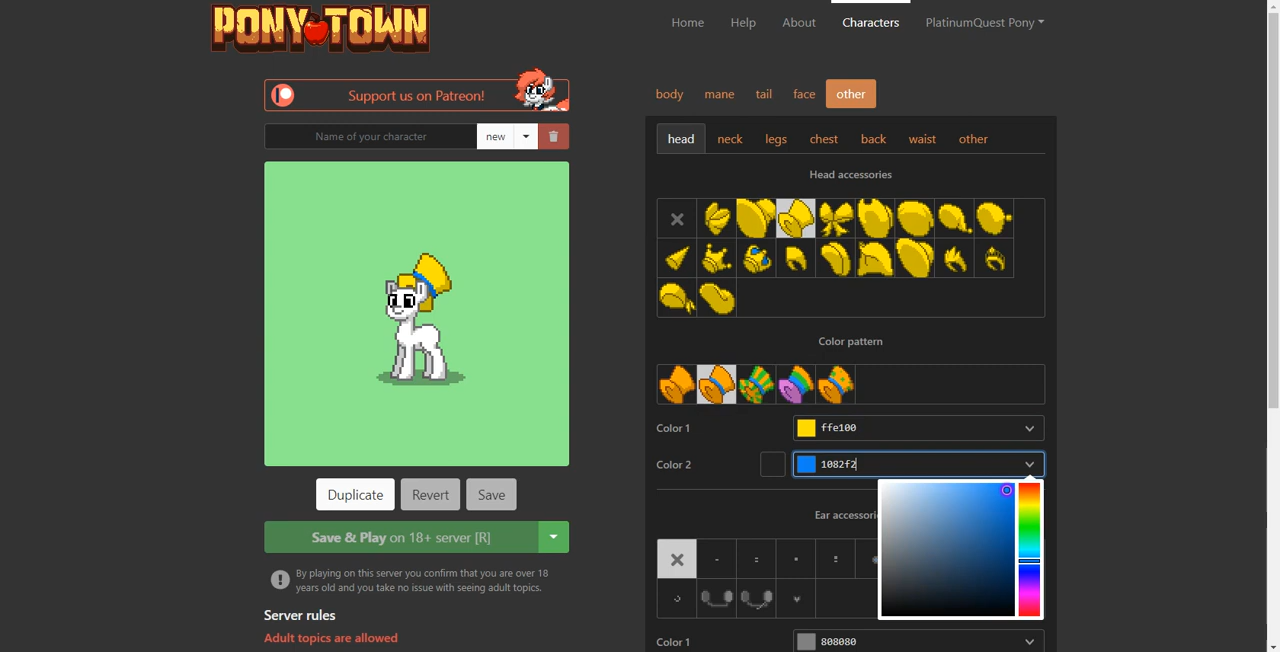 PONY TOWN
Home Help About Characters PlatinumQuest Pony
Support us on Patreon!
Name of your character new
body mane tail face other
head neck legs chest back waist other
Head accessories
Color pattern
Color 1 ffe100
Color 2 1082f2
Ear accessorie
Color 1 808080
Duplicate Revert Save
Save & Play on 18+ server [R]
By playing on this server you confirm that you are over 18
years old and you take no issue with seeing adult topics.
Server rules
Adult topics are allowed